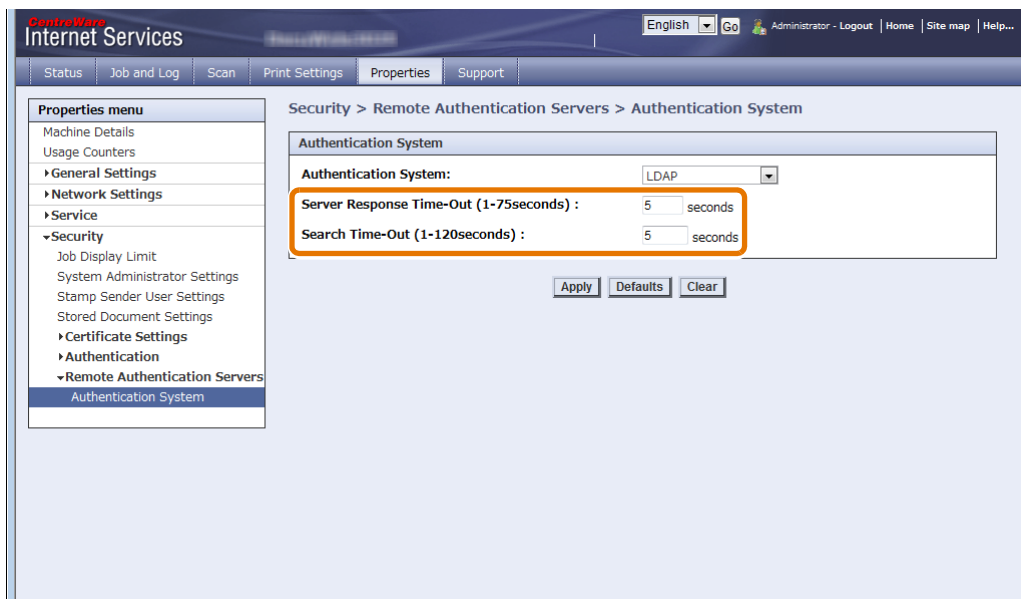 CentreWare
Internet Services
English Go Administrator - Logout | Home | Site map | Help...
Status Job and Log Scan Print Settings Properties Support
Properties menu
Machine Details
Usage Counters
General Settings
Network Settings
Service
Security
Job Display Limit
System Administrator Settings
Stamp Sender User Settings
Stored Document Settings
Certificate Settings
Authentication
Remote Authentication Servers
Authentication System
Security > Remote Authentication Servers > Authentication System
Authentication System
Authentication System: LDAP
Server Response Time-Out (1-75seconds) : 5 seconds
Search Time-Out (1-120seconds) : 5 seconds
Apply Defaults Clear